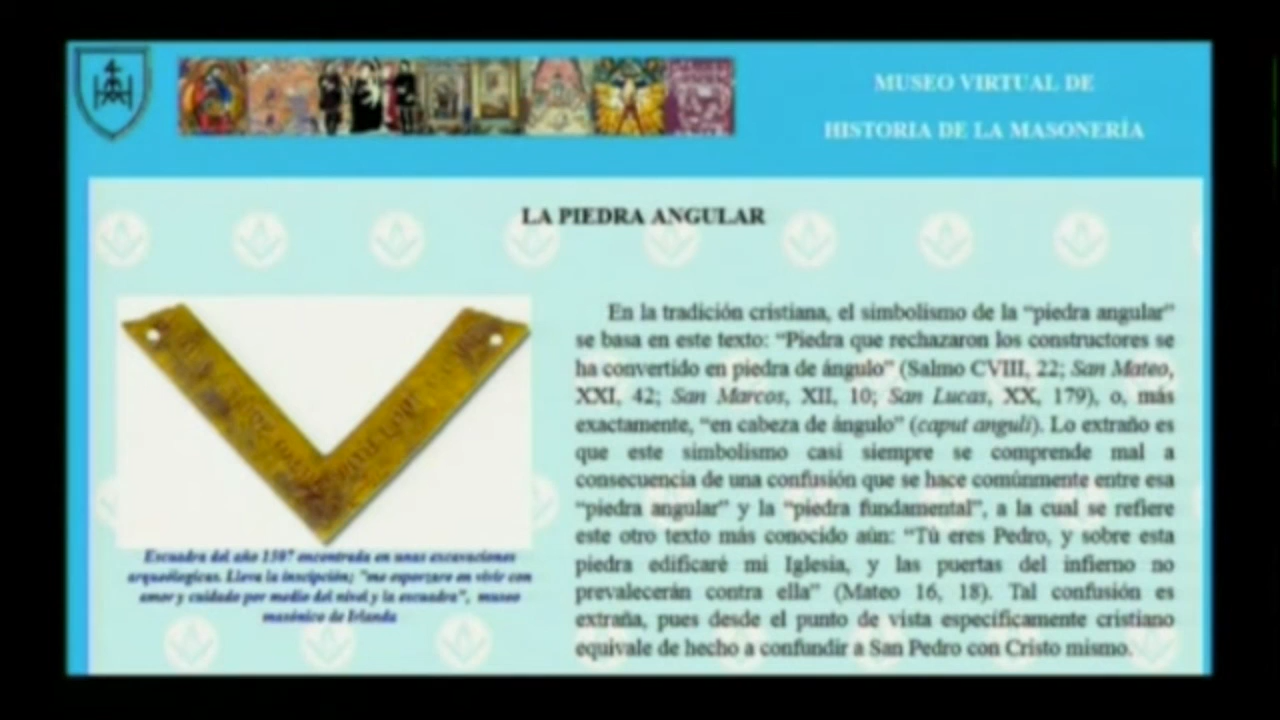 MUSEO VIRTUAL DE
HISTORIA DE LA MASONERÍA
LA PIEDRA ANGULAR
En la tradición cristiana, el simbolismo de la “piedra angular”
se basa en este texto: “Piedra que rechazaron los constructores se
ha convertido en piedra de ángulo” (Salmo CVIII, 22; San Mateo,
XXI, 42; San Marcos, XII, 10; San Lucas, XX, 179), o, más
exactamente, “en cabeza de ángulo” (caput anguli). Lo extraño es
que este simbolismo casi siempre se comprende mal a
consecuencia de una confusión que se hace comúnmente entre esa
“piedra angular” y la “piedra fundamental”, a la cual se refiere
este otro texto más conocido aún: “Tú eres Pedro, y sobre esta
piedra edificaré mi Iglesia, y las puertas del infierno no
prevalecerán contra ella” (Mateo 16, 18). Tal confusión es
extraña, pues desde el punto de vista específicamente cristiano
equivale de hecho a confundir a San Pedro con Cristo mismo.
Escuadra del año 1507 encontrada en unas excavaciones
arqueólogicas. Lleva la inscipción; "me esforzare en vivir con
amor y cuidado por medio del nivel y la escuadra", museo
masónico de Irlanda